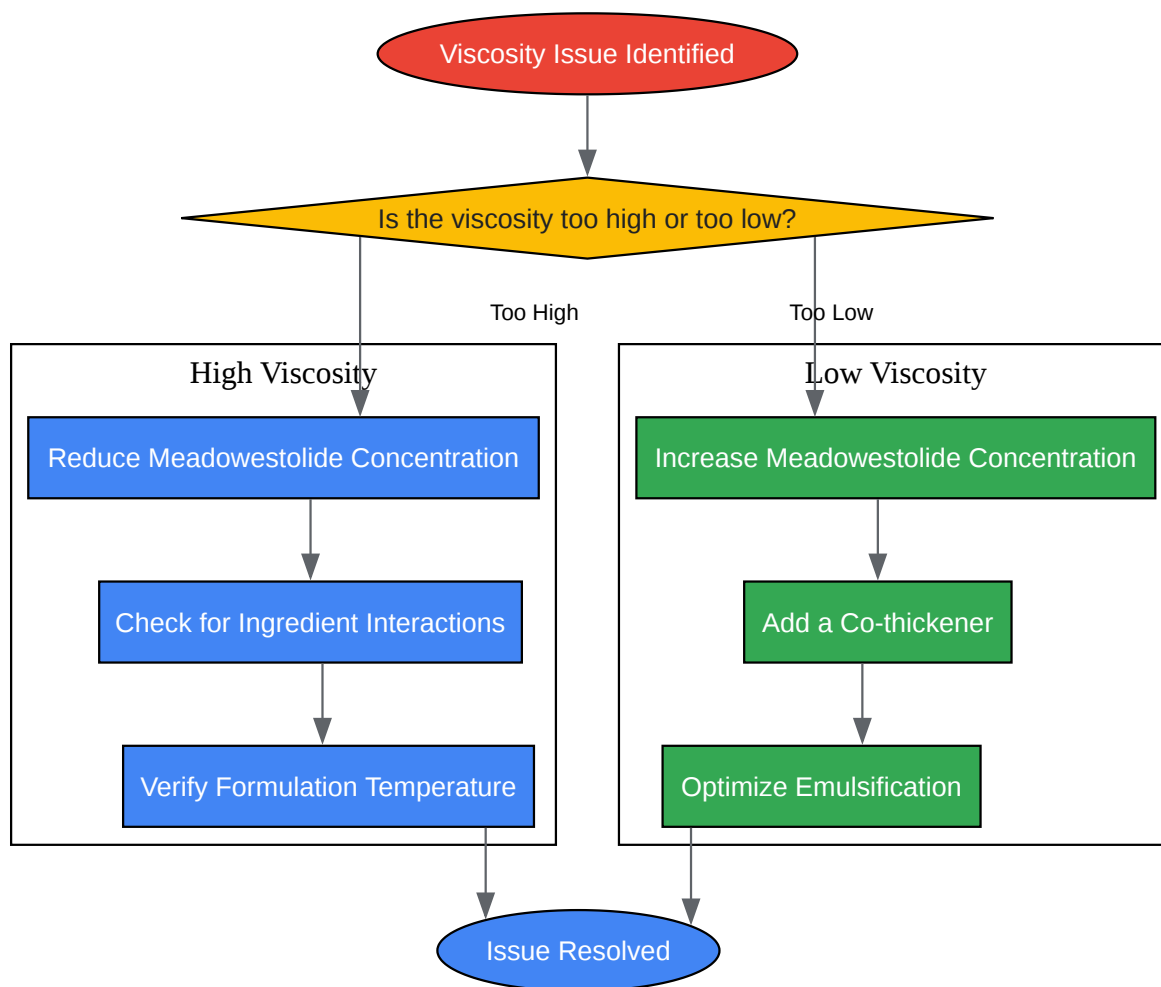 Viscosity Issue Identified
Is the viscosity too high or too low?
Too High
Too Low
High Viscosity
Low Viscosity
Reduce Meadowestolide Concentration
Increase Meadowestolide Concentration
Check for Ingredient Interactions
Add a Co-thickener
Verify Formulation Temperature
Optimize Emulsification
Issue Resolved